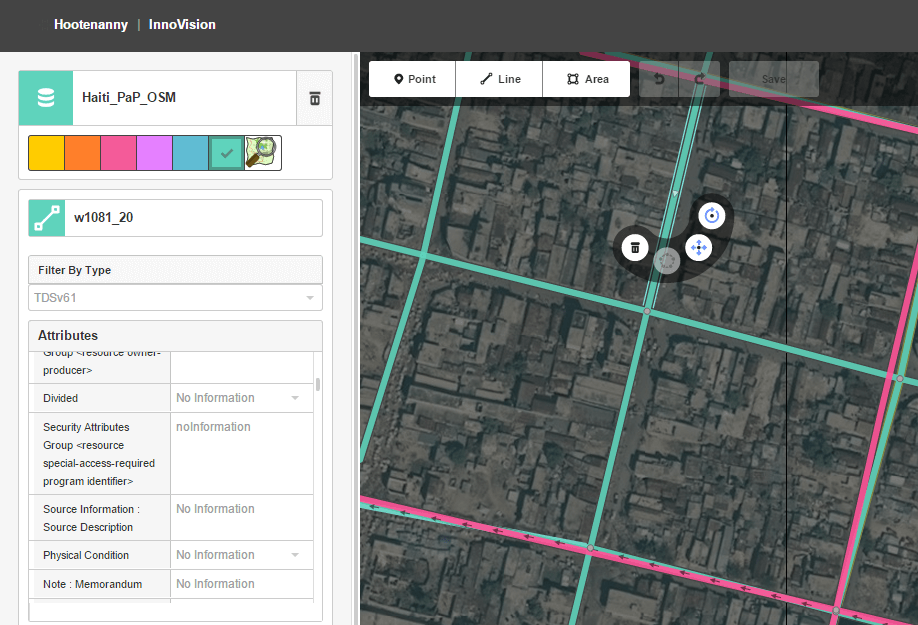 Hootenanny | InnoVision
Point
Line
Area
Save
Haiti_PaP_OSM
w1081_20
Filter By Type
TDSv61
Attributes
Group <resource owner-
producer>
Divided
No Information
Security Attributes
Group <resource
special-access-required
program identifier>
noInformation
Source Information :
Source Description
No Information
Physical Condition
No Information
Note : Memorandum
No Information